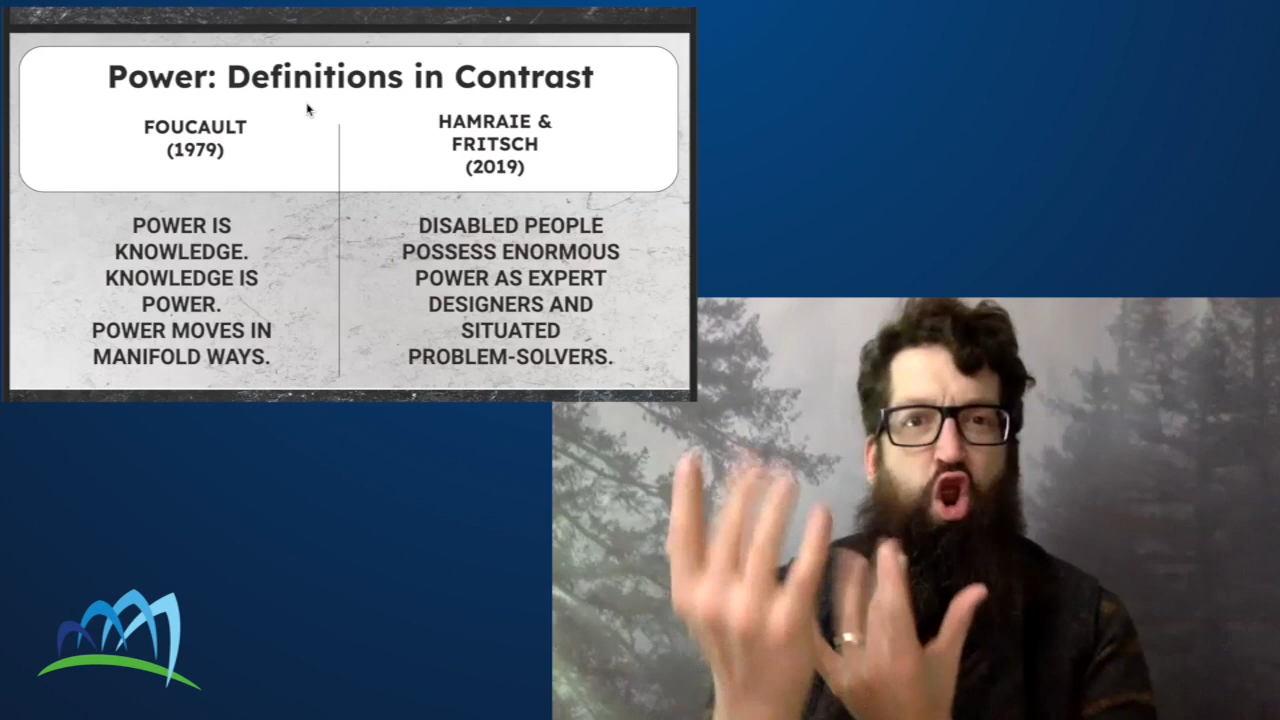 Power: Definitions in Contrast
FOUCAULT
(1979)
HAMRAIE &
FRITSCH
(2019)
POWER IS
KNOWLEDGE.
KNOWLEDGE IS
POWER.
POWER MOVES IN
MANIFOLD WAYS.
DISABLED PEOPLE
POSSESS ENORMOUS
POWER AS EXPERT
DESIGNERS AND
SITUATED
PROBLEM-SOLVERS.